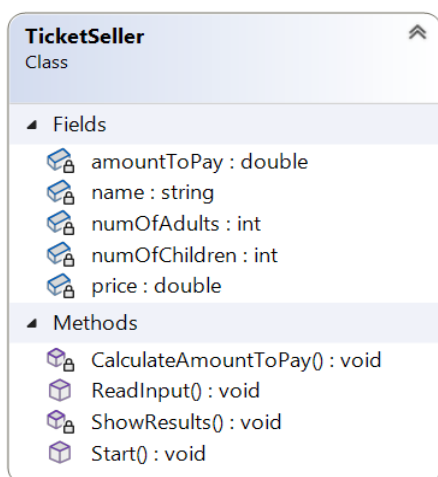 TicketSeller
Class
Fields
amountToPay : double
name : string
numOfAdults : int
numOfChildren : int
price : double
Methods
CalculateAmountToPay() : void
ReadInput() : void
ShowResults() : void
Start() : void